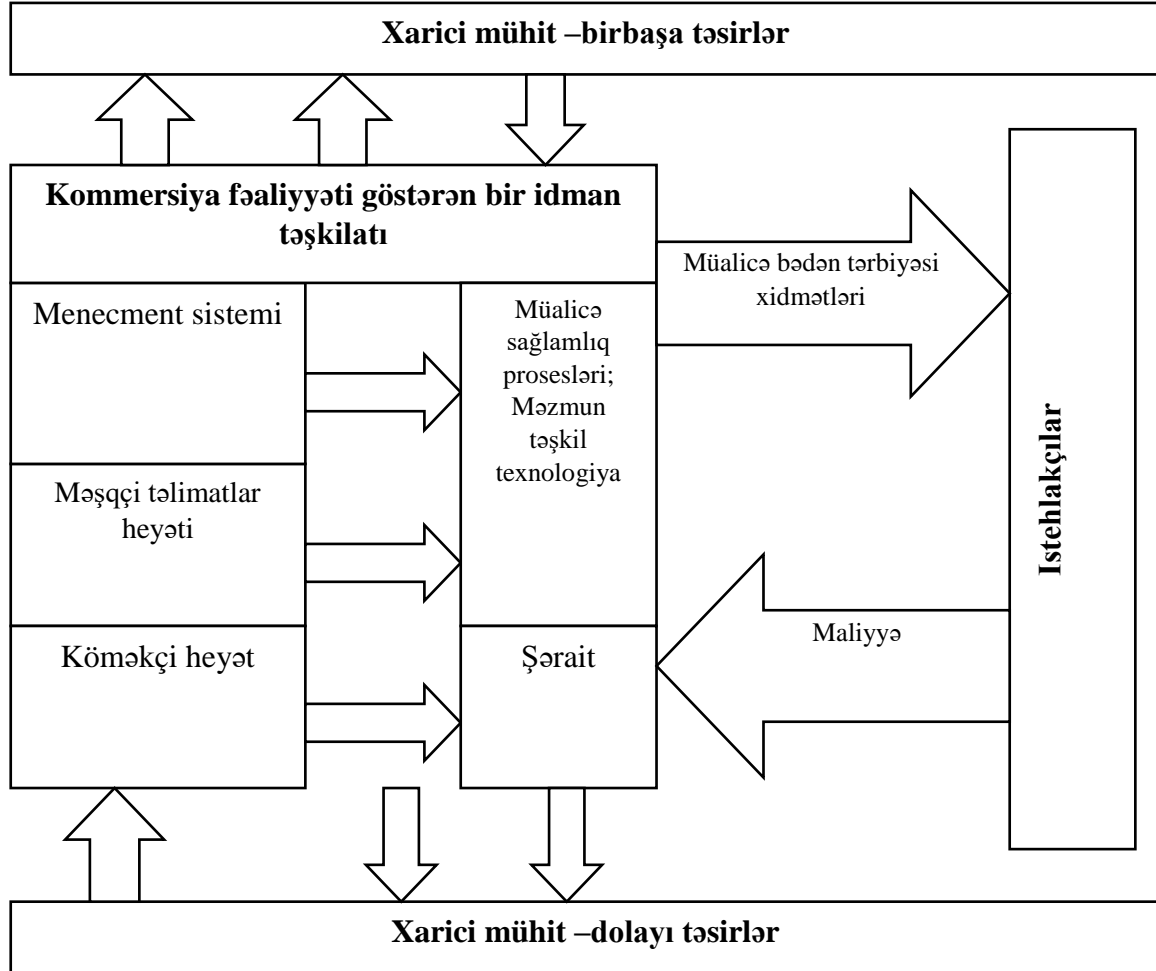 Xarici mühit –birbaşa təsirlər
Kommersiya fəaliyyəti göstərən bir idman
təşkilatı
Menecment sistemi
Müalicə
sağlamlıq
prosesləri;
Məzmun
təşkil
texnologiya
Müalicə bədən tərbiyəsi
xidmətləri
Məşqçi təlimatlar
heyəti
Köməkçi heyət
Şərait
Maliyyə
Istehlakçılar
Xarici mühit –dolayı təsirlər